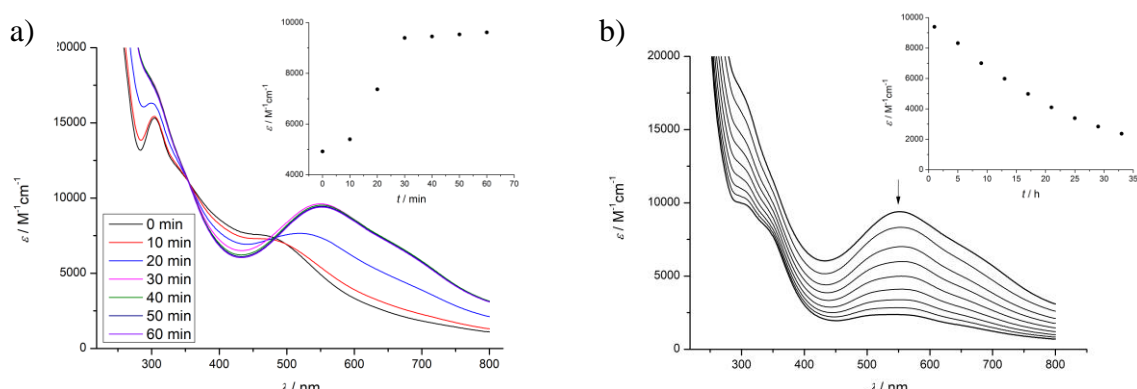 a)
20000
15000
10000
5000
0
ε / M⁻¹cm⁻¹
300
400
500
600
700
800
λ / nm
0 min
10 min
20 min
30 min
40 min
50 min
60 min
10000
8000
6000
4000
ε / M⁻¹cm⁻¹
0
10
20
30
40
50
60
70
t / min
b)
20000
15000
10000
5000
0
ε / M⁻¹cm⁻¹
300
400
500
600
700
800
λ / nm
10000
8000
6000
4000
2000
0
ε / M⁻¹cm⁻¹
0
5
10
15
20
25
30
35
t / h